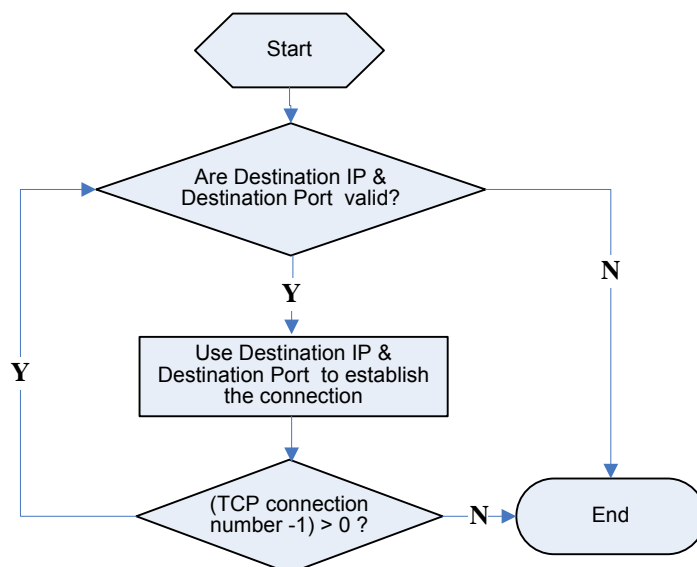 Start
Are Destination IP &
Destination Port valid?
N
Y
Use Destination IP &
Destination Port to establish
the connection
Y
(TCP connection
number -1) > 0 ?
N
End